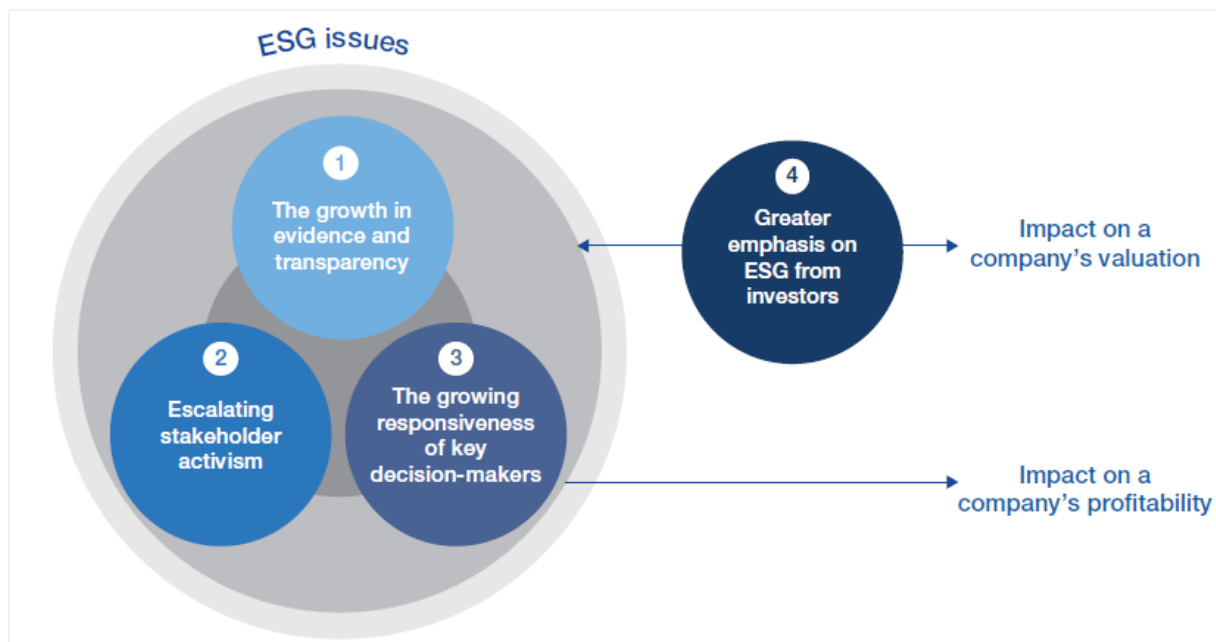 ESG issues
1
The growth in
evidence and
transparency
2
Escalating
stakeholder
activism
3
The growing
responsiveness
of key
decision-makers
4
Greater
emphasis on
ESG from
investors
Impact on a
company's valuation
Impact on a
company's profitability